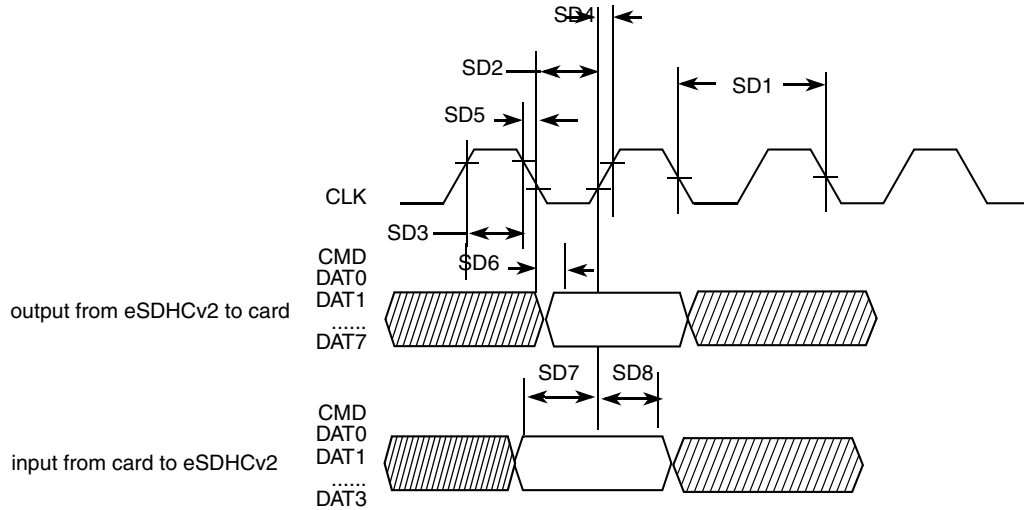 SD4
SD2
SD1
SD5
CLK
SD3
CMD
SD6
DAT0
output from eSDHCv2 to card
DAT1
......
DAT7
SD7
SD8
CMD
DAT0
input from card to eSDHCv2
DAT1
......
DAT3